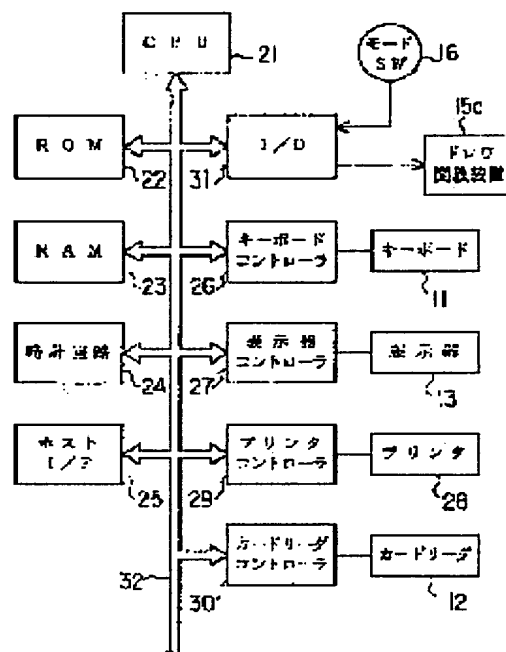 CPU
21
モード
SW
16
15c
ROM
22
I/O
31
ドロワ
開放装置
RAM
23
キーボード
コントローラ
26
キーボード
11
時計回路
24
表示器
コントローラ
27
表示器
13
ホスト
I/F
25
プリンタ
コントローラ
29
プリンタ
28
カードリーダ
コントローラ
30
カードリーダ
12
32